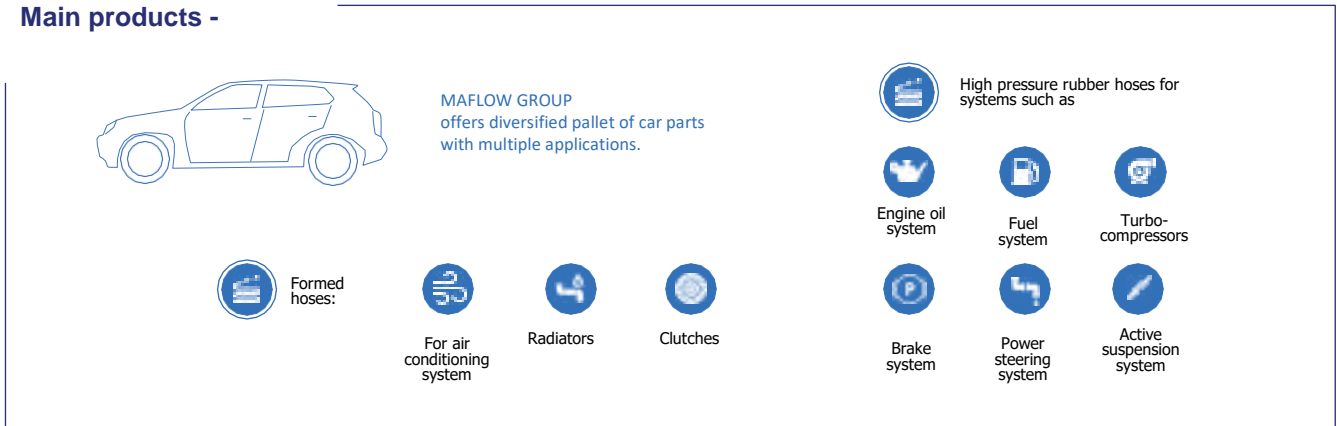 Main products -
MAFLOW GROUP
offers diversified pallet of car parts
with multiple applications.
High pressure rubber hoses for
systems such as
Engine oil
system
Fuel
system
Turbo-
compressors
Formed
hoses:
For air
conditioning
system
Radiators
Clutches
P
Brake
system
Power
steering
system
Active
suspension
system